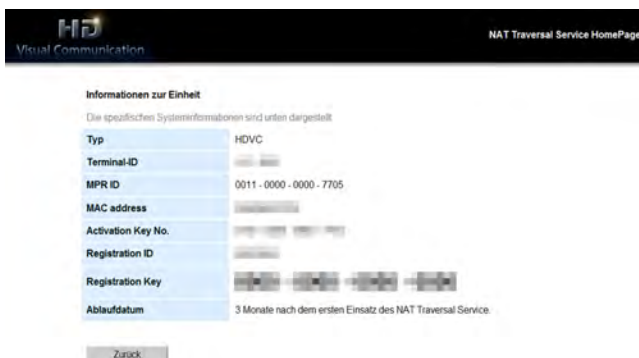 HD
Visual Communication
NAT Traversal Service HomePage
Informationen zur Einheit
Die spezifischen Systeminformationen sind unten dargestellt
Typ HDVC
Terminal-ID
MPR ID 0011 - 0000 - 0000 - 7705
MAC address
Activation Key No.
Registration ID
Registration Key
Ablaufdatum 3 Monate nach dem ersten Einsatz des NAT Traversal Service.
Zurück